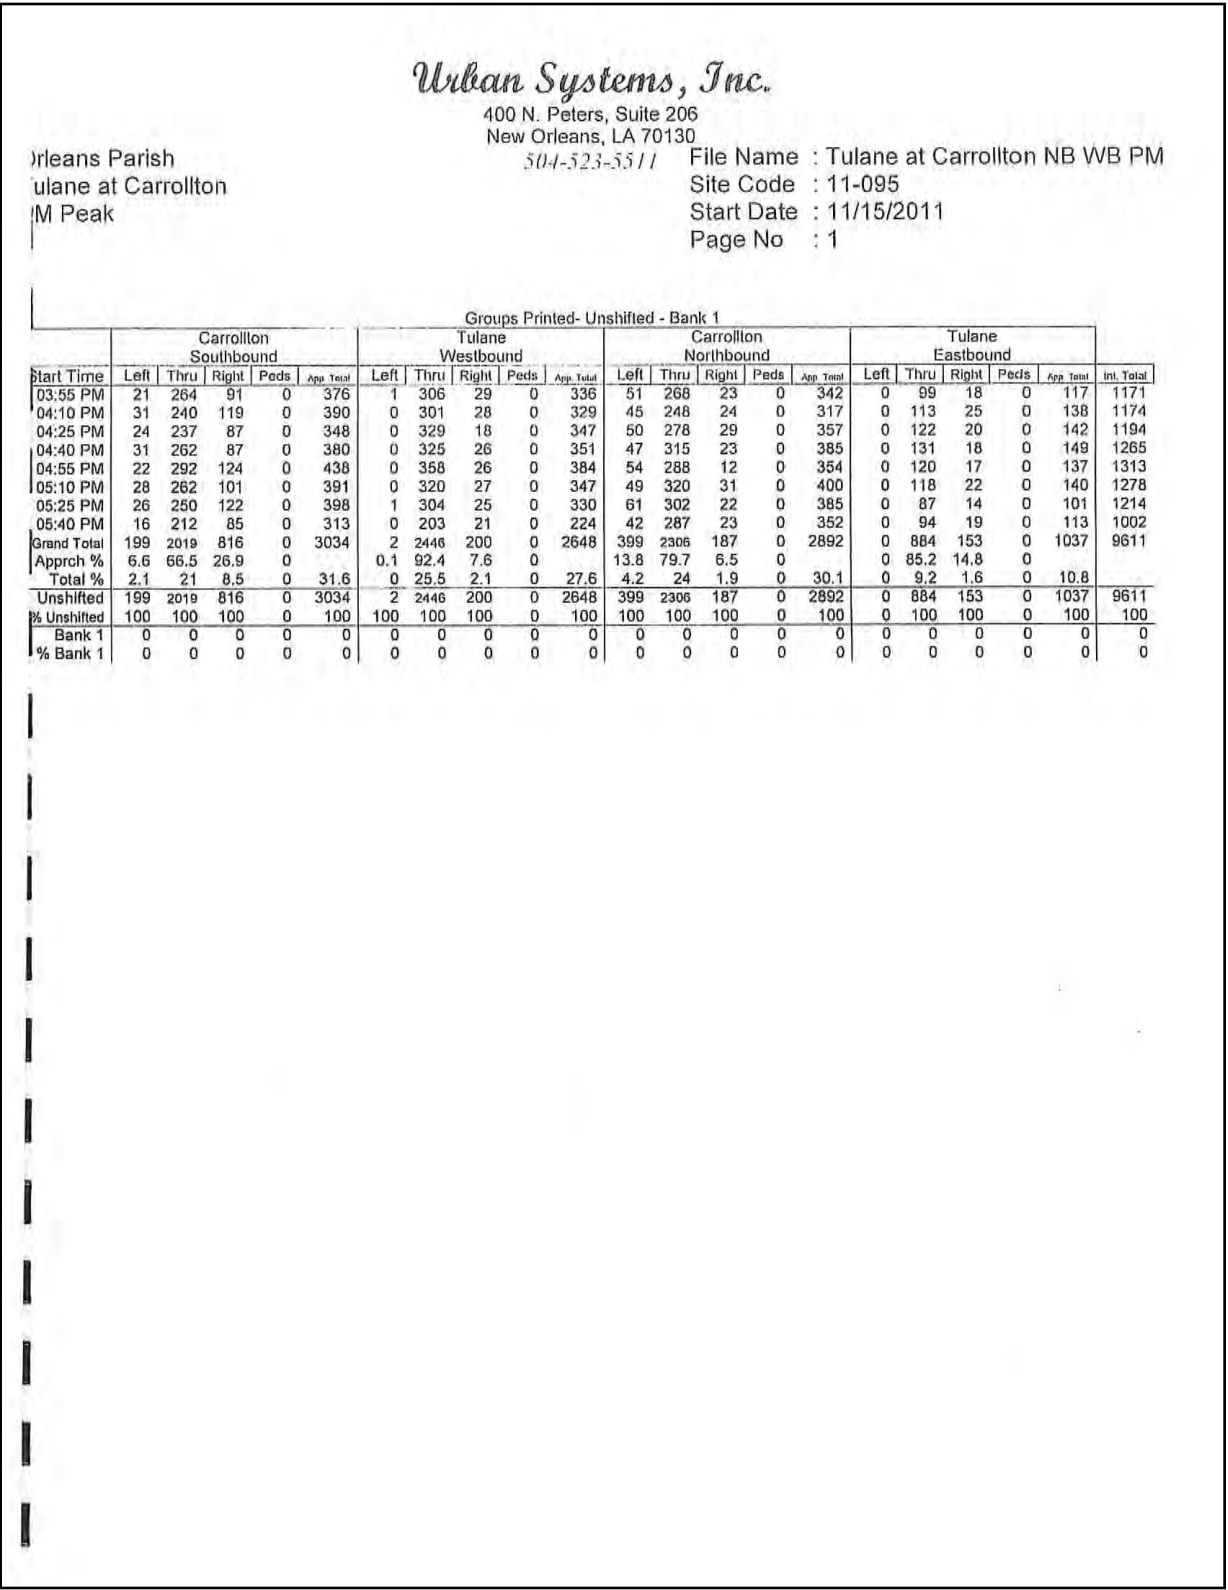 Urban Systems, Inc.
400 N. Peters, Suite 206
New Orleans, LA 70130
504-523-5511
rleans Parish
ulane at Carrollton
M Peak
File Name : Tulane at Carrollton NB WB PM
Site Code : 11-095
Start Date : 11/15/2011
Page No : 1
Groups Printed- Unshifted - Bank 1
Carrollton Tulane Carrollton Tulane
Southbound Westbound Northbound Eastbound
Start Time Left Thru Right Peds App. Total Left Thru Right Peds App. Total Left Thru Right Peds App. Total Left Thru Right Peds App. Total Int. Total
03:55 PM 21 264 91 0 376 1 306 29 0 336 51 268 23 0 342 0 99 18 0 117 1171
04:10 PM 31 240 119 0 390 0 301 28 0 329 45 248 24 0 317 0 113 25 0 138 1174
04:25 PM 24 237 87 0 348 0 329 18 0 347 50 278 29 0 357 0 122 20 0 142 1194
04:40 PM 31 262 87 0 380 0 325 26 0 351 47 315 23 0 385 0 131 18 0 149 1265
04:55 PM 22 292 124 0 438 0 358 26 0 384 54 288 12 0 354 0 120 17 0 137 1313
05:10 PM 28 262 101 0 391 0 320 27 0 347 49 320 31 0 400 0 118 22 0 140 1278
05:25 PM 26 250 122 0 398 1 304 25 0 330 61 302 22 0 385 0 87 14 0 101 1214
05:40 PM 16 212 85 0 313 0 203 21 0 224 42 287 23 0 352 0 94 19 0 113 1002
Grand Total 199 2019 816 0 3034 2 2446 200 0 2648 399 2306 187 0 2892 0 884 153 0 1037 9611
Apprch % 6.6 66.5 26.9 0 0.1 92.4 7.6 0 13.8 79.7 6.5 0 0 85.2 14.8 0
Total % 2.1 21 8.5 0 31.6 0 25.5 2.1 0 27.6 4.2 24 1.9 0 30.1 0 9.2 1.6 0 10.8
Unshifted 199 2019 816 0 3034 2 2446 200 0 2648 399 2306 187 0 2892 0 884 153 0 1037 9611
% Unshifted 100 100 100 0 100 100 100 100 0 100 100 100 100 0 100 0 100 100 0 100 100
Bank 1 0 0 0 0 0 0 0 0 0 0 0 0 0 0 0 0 0 0 0 0 0
% Bank 1 0 0 0 0 0 0 0 0 0 0 0 0 0 0 0 0 0 0 0 0 0